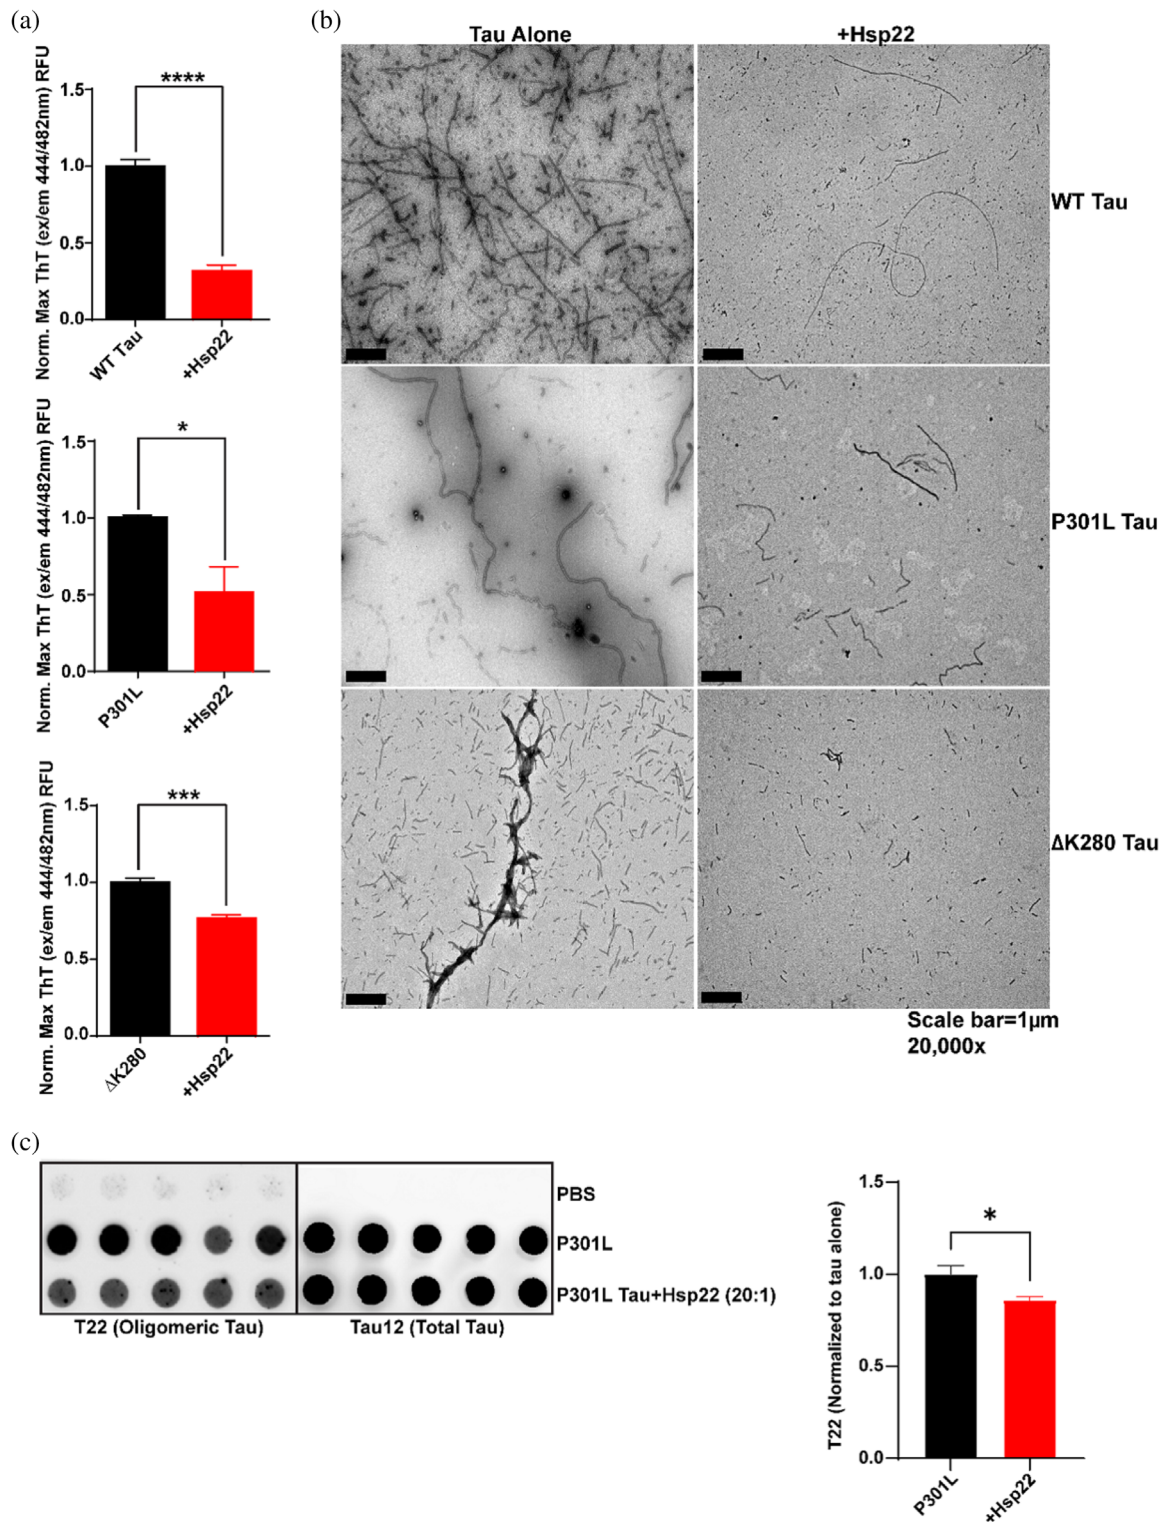 (a)
Norm. Max ThT (ex/em 444/482nm) RFU
1.5
1.0
0.5
0.0
****
WT Tau
+Hsp22
Norm. Max ThT (ex/em 444/482nm) RFU
1.5
1.0
0.5
0.0
*
P301L
+Hsp22
Norm. Max ThT (ex/em 444/482nm) RFU
1.5
1.0
0.5
0.0
***
ΔK280
+Hsp22
(b)
Tau Alone
+Hsp22
WT Tau
P301L Tau
ΔK280 Tau
Scale bar=1μm
20,000x
(c)
PBS
P301L
P301L Tau+Hsp22 (20:1)
T22 (Oligomeric Tau)
Tau12 (Total Tau)
T22 (Normalized to tau alone)
1.5
1.0
0.5
0.0
*
P301L
+Hsp22